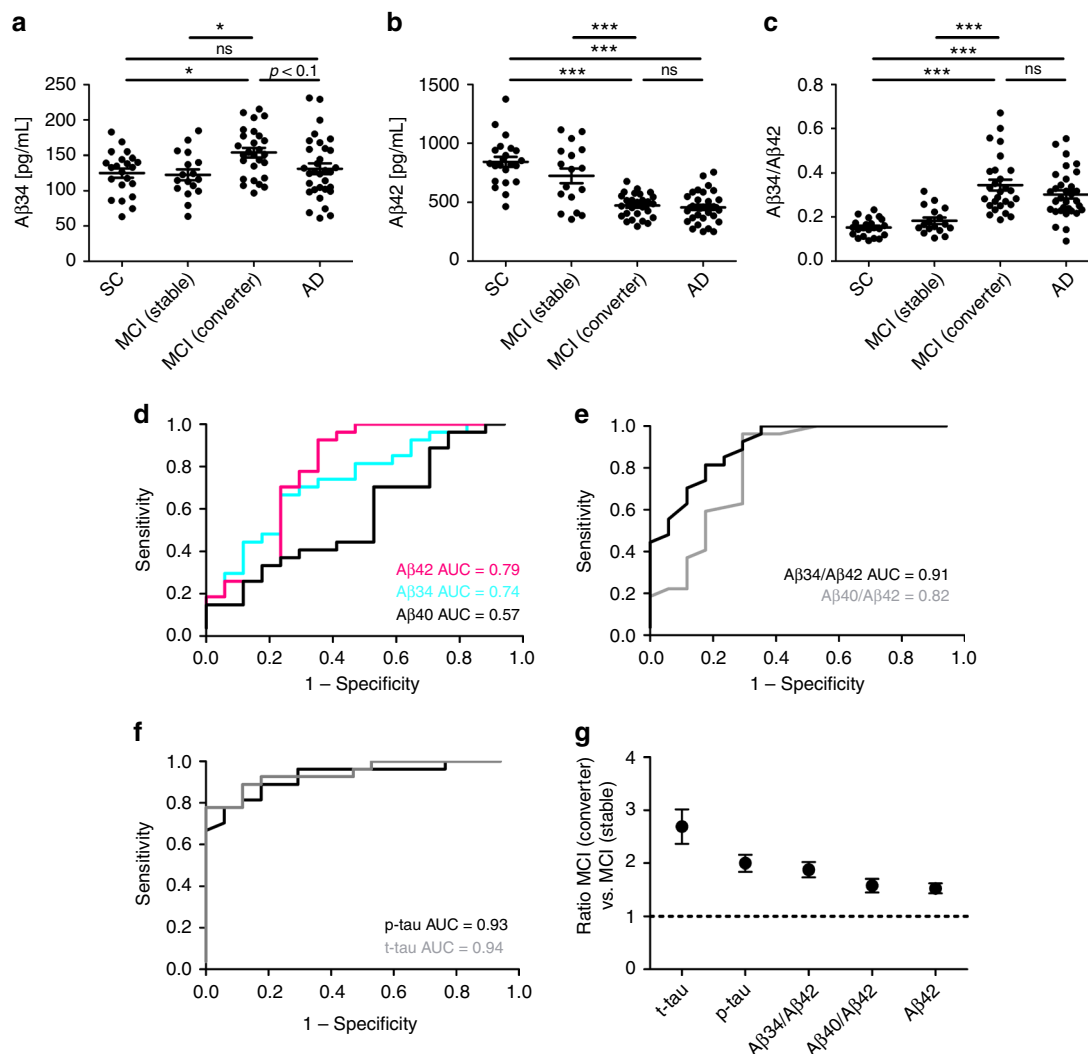 a
*
ns
*
p < 0.1
Aβ34 [pg/mL]
250
200
150
100
50
0
SC
MCI (stable)
MCI (converter)
AD
b
***
***
***
ns
Aβ42 [pg/mL]
1500
1000
500
0
SC
MCI (stable)
MCI (converter)
AD
c
***
***
***
ns
Aβ34/Aβ42
0.8
0.6
0.4
0.2
0.0
SC
MCI (stable)
MCI (converter)
AD
d
Sensitivity
1.0
0.8
0.6
0.4
0.2
0.0
Aβ42 AUC = 0.79
Aβ34 AUC = 0.74
Aβ40 AUC = 0.57
0.0 0.2 0.4 0.6 0.8 1.0
1 – Specificity
e
Sensitivity
1.0
0.8
0.6
0.4
0.2
0.0
Aβ34/Aβ42 AUC = 0.91
Aβ40/Aβ42 = 0.82
0.0 0.2 0.4 0.6 0.8 1.0
1 – Specificity
f
Sensitivity
1.0
0.8
0.6
0.4
0.2
0.0
p-tau AUC = 0.93
t-tau AUC = 0.94
0.0 0.2 0.4 0.6 0.8 1.0
1 – Specificity
g
Ratio MCI (converter)
vs. MCI (stable)
4
3
2
1
0
t-tau
p-tau
Aβ34/Aβ42
Aβ40/Aβ42
Aβ42